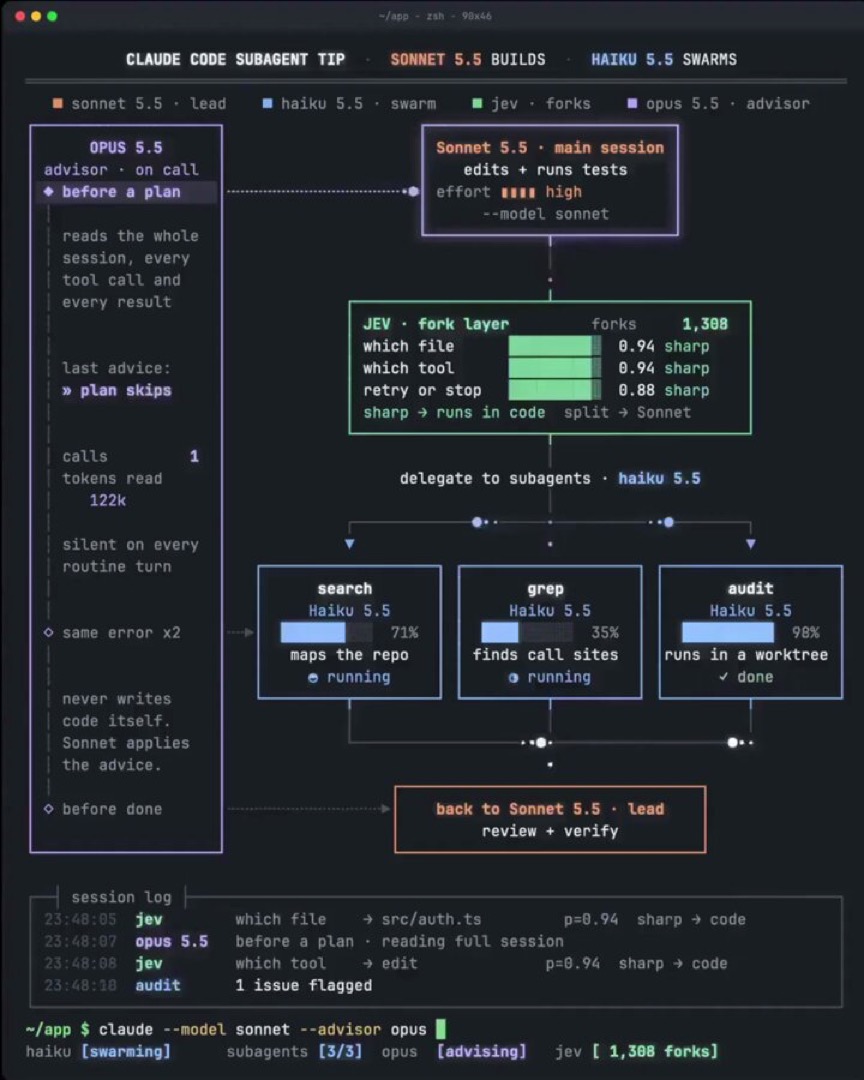 ~/app - zsh - 98x46
CLAUDE CODE SUBAGENT TIP · SONNET 5.5 BUILDS · HAIKU 5.5 SWARMS
sonnet 5.5 · lead haiku 5.5 · swarm jev · forks opus 5.5 · advisor
OPUS 5.5
advisor · on call
◆ before a plan
reads the whole
session, every
tool call and
every result
last advice:
» plan skips
calls 1
tokens read
122k
silent on every
routine turn
◇ same error x2
never writes
code itself.
Sonnet applies
the advice.
◇ before done
Sonnet 5.5 · main session
edits + runs tests
effort ▮▮▮▮ high
--model sonnet
JEV · fork layer forks 1,308
which file 0.94 sharp
which tool 0.94 sharp
retry or stop 0.88 sharp
sharp → runs in code split → Sonnet
delegate to subagents · haiku 5.5
search
Haiku 5.5
71%
maps the repo
running
grep
Haiku 5.5
35%
finds call sites
running
audit
Haiku 5.5
98%
runs in a worktree
✓ done
back to Sonnet 5.5 · lead
review + verify
session log
23:48:05 jev which file → src/auth.ts p=0.94 sharp → code
23:48:07 opus 5.5 before a plan · reading full session
23:48:08 jev which tool → edit p=0.94 sharp → code
23:48:10 audit 1 issue flagged
~/app $ claude --model sonnet --advisor opus
haiku [swarming] subagents [3/3] opus [advising] jev [ 1,308 forks]